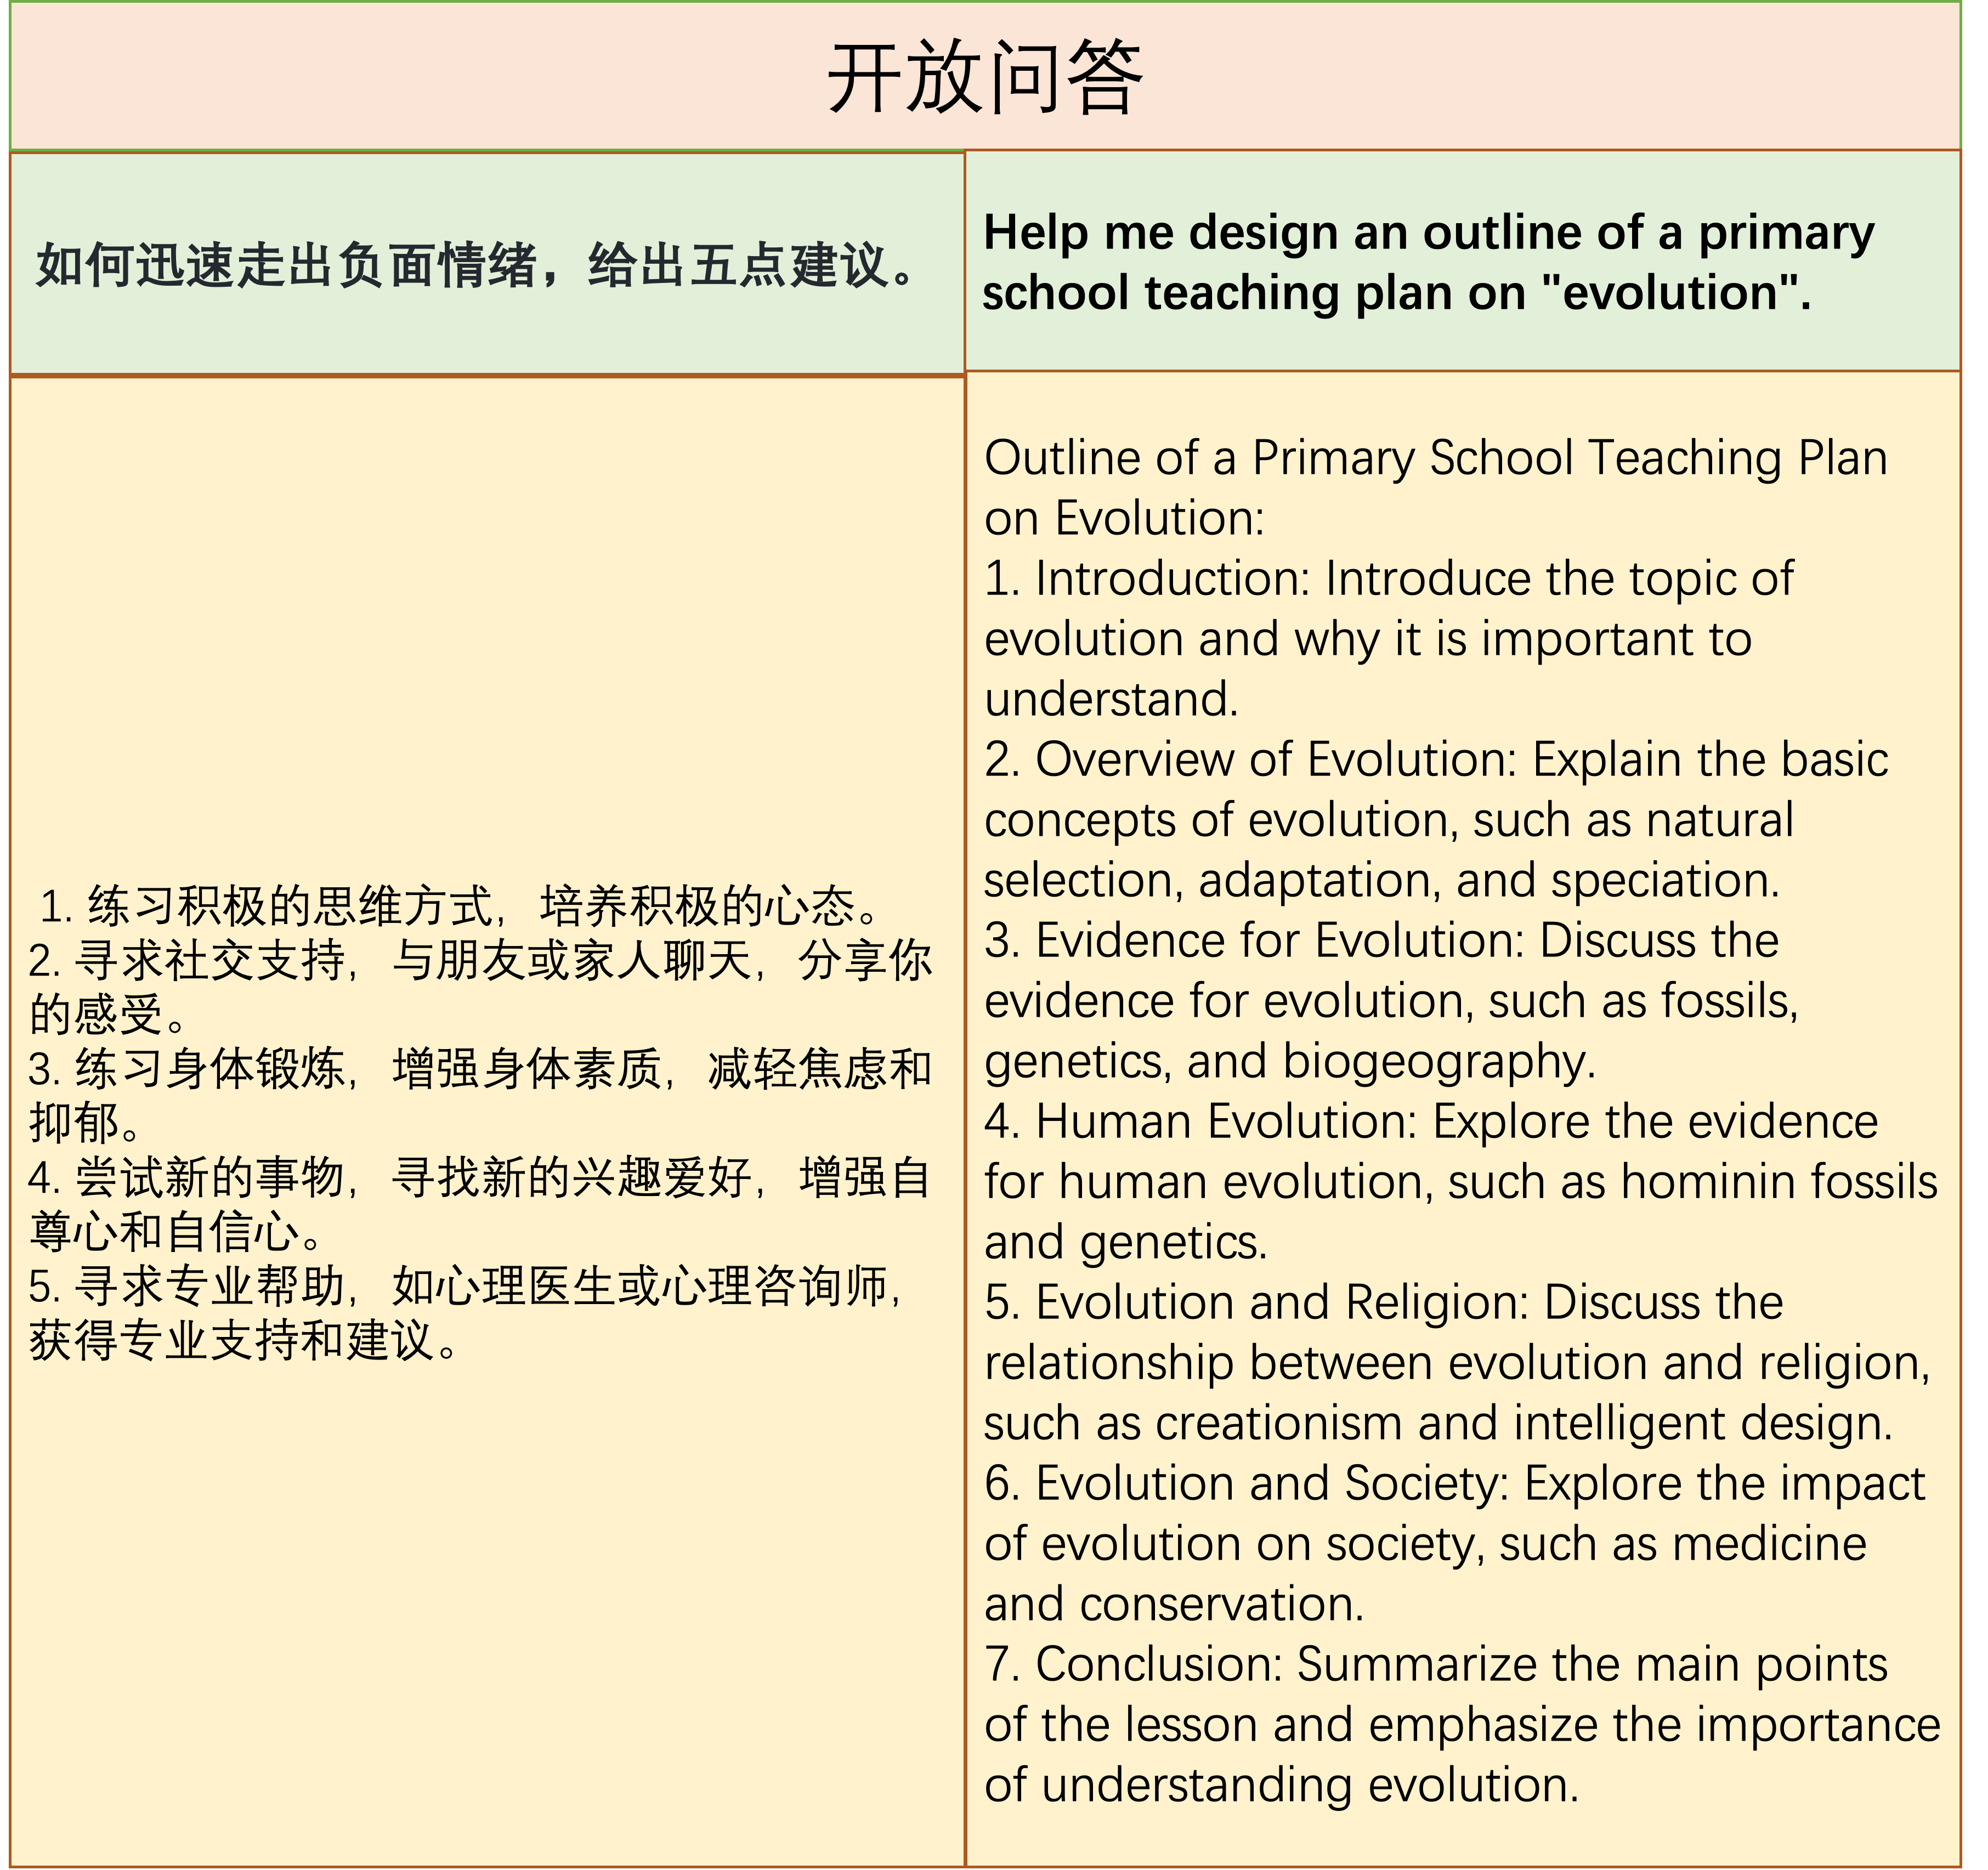 开放问答
如何迅速走出负面情绪，给出五点建议。
Help me design an outline of a primary
school teaching plan on "evolution".
1. 练习积极的思维方式，培养积极的心态。
2. 寻求社交支持，与朋友或家人聊天，分享你
的感受。
3. 练习身体锻炼，增强身体素质，减轻焦虑和
抑郁。
4. 尝试新的事物，寻找新的兴趣爱好，增强自
尊心和自信心。
5. 寻求专业帮助，如心理医生或心理咨询师，
获得专业支持和建议。
Outline of a Primary School Teaching Plan
on Evolution:
1. Introduction: Introduce the topic of
evolution and why it is important to
understand.
2. Overview of Evolution: Explain the basic
concepts of evolution, such as natural
selection, adaptation, and speciation.
3. Evidence for Evolution: Discuss the
evidence for evolution, such as fossils,
genetics, and biogeography.
4. Human Evolution: Explore the evidence
for human evolution, such as hominin fossils
and genetics.
5. Evolution and Religion: Discuss the
relationship between evolution and religion,
such as creationism and intelligent design.
6. Evolution and Society: Explore the impact
of evolution on society, such as medicine
and conservation.
7. Conclusion: Summarize the main points
of the lesson and emphasize the importance
of understanding evolution.